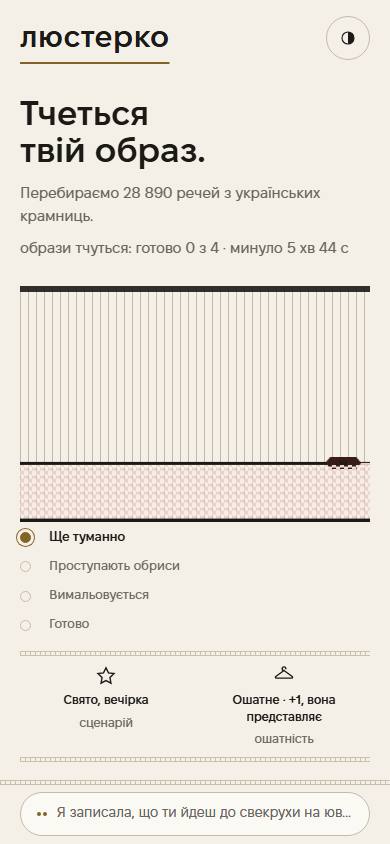 люстерко
Тчеться
твій образ.
Перебираємо 28 890 речей з українських
крамниць.
образи тчуться: готово 0 з 4 · минуло 5 хв 44 с
Ще туманно
Проступають обриси
Вимальовується
Готово
Свято, вечірка
сценарій
Ошатне · +1, вона
представляє
ошатність
Я записала, що ти йдеш до свекрухи на юв...